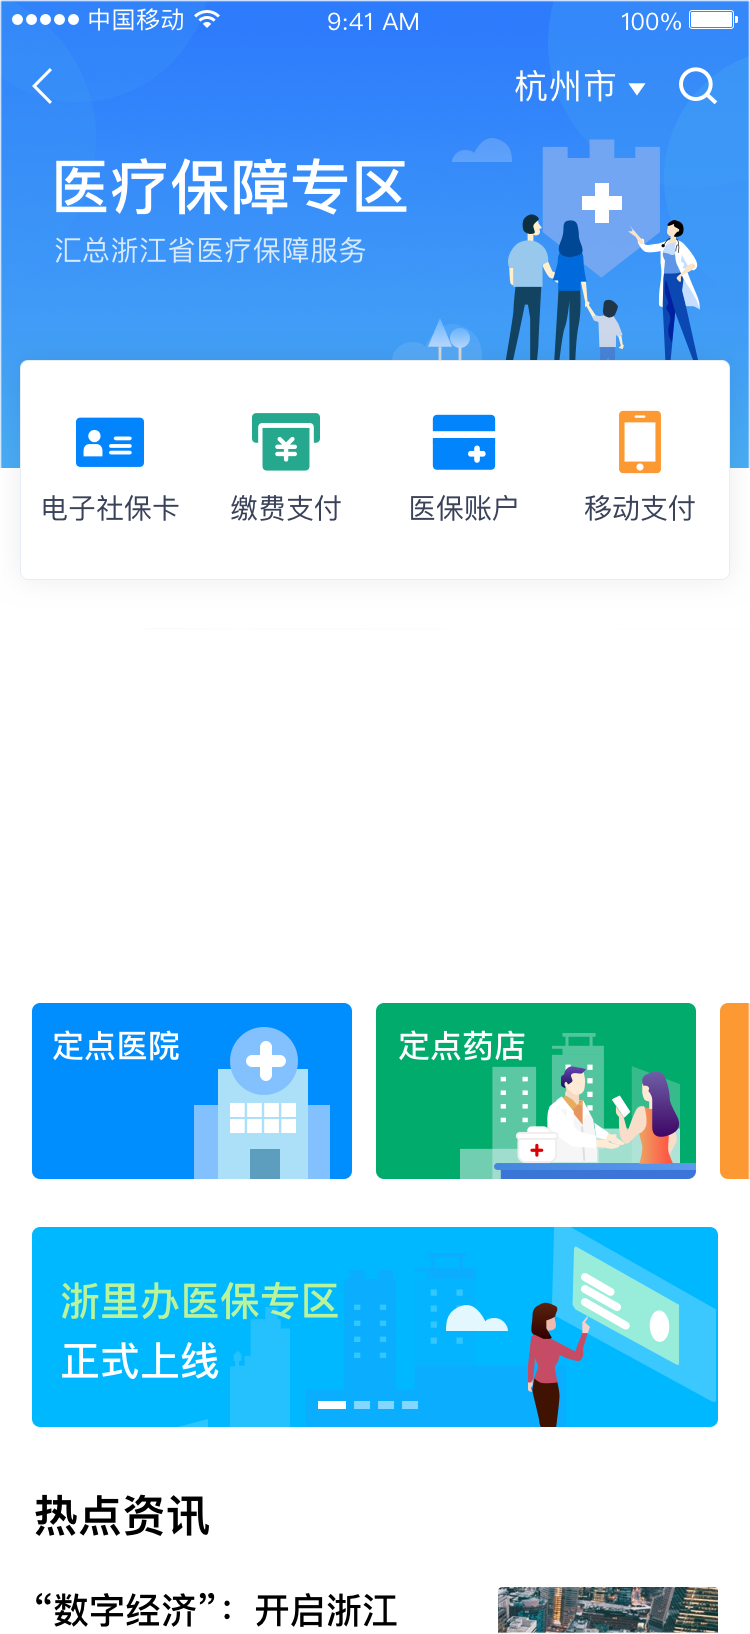 中国移动 9:41 AM 100%
杭州市
医疗保障专区
汇总浙江省医疗保障服务
电子社保卡 缴费支付 医保账户 移动支付
定点医院 定点药店
浙里办医保专区
正式上线
热点资讯
“数字经济”：开启浙江